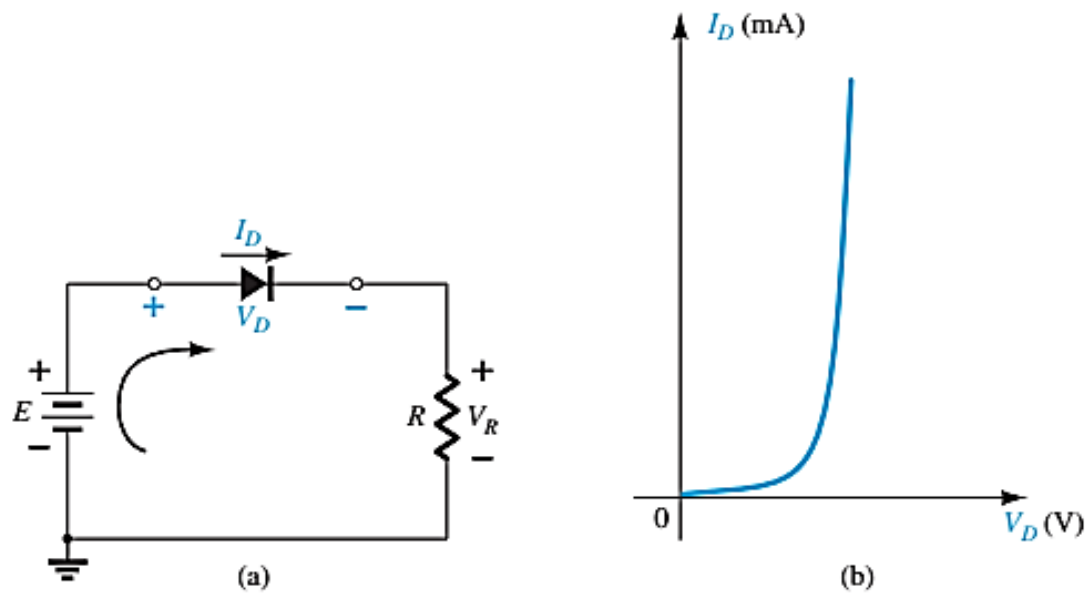 I_D (mA)
I_D
+
V_D
−
+
E
−
+
R V_R
−
(a)
0
V_D (V)
(b)